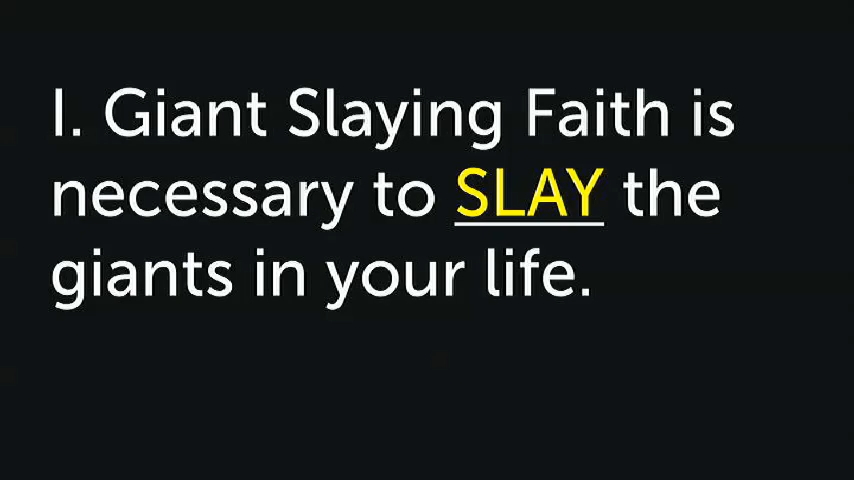 I. Giant Slaying Faith is
necessary to SLAY the
giants in your life.